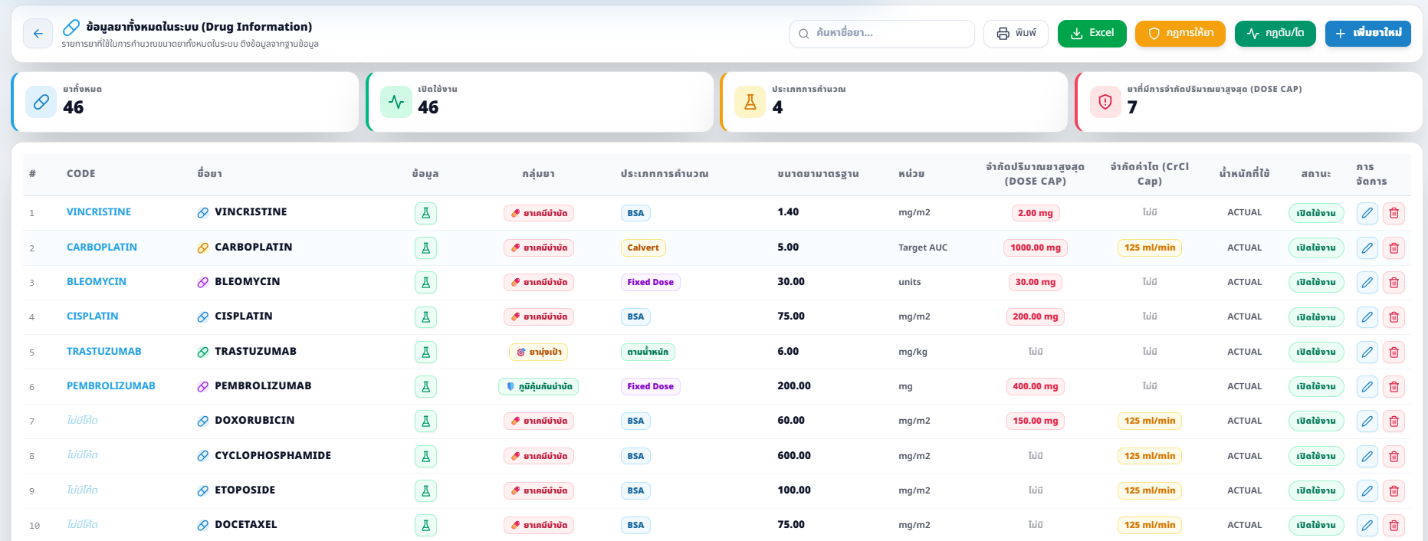 ข้อมูลยาทั้งหมดในระบบ (Drug Information)
รายการยาที่ใช้ในการคำนวณขนาดยาทั้งหมดในระบบ ดึงข้อมูลจากฐานข้อมูล
ค้นหาชื่อยา...
พิมพ์
Excel
กฎการให้ยา
กฎตับ/ไต
เพิ่มยาใหม่
ยาทั้งหมด
46
เปิดใช้งาน
46
ประเภทการคำนวณ
4
ยาที่มีการจำกัดปริมาณยาสูงสุด (DOSE CAP)
7
# CODE ชื่อยา ข้อมูล กลุ่มยา ประเภทการคำนวณ ขนาดยามาตรฐาน หน่วย จำกัดปริมาณยาสูงสุด (DOSE CAP) จำกัดค่าไต (CrCl Cap) น้ำหนักที่ใช้ สถานะ การจัดการ
1 VINCRISTINE VINCRISTINE ยาเคมีบำบัด BSA 1.40 mg/m2 2.00 mg ไม่มี ACTUAL เปิดใช้งาน
2 CARBOPLATIN CARBOPLATIN ยาเคมีบำบัด Calvert 5.00 Target AUC 1000.00 mg 125 ml/min ACTUAL เปิดใช้งาน
3 BLEOMYCIN BLEOMYCIN ยาเคมีบำบัด Fixed Dose 30.00 units 30.00 mg ไม่มี ACTUAL เปิดใช้งาน
4 CISPLATIN CISPLATIN ยาเคมีบำบัด BSA 75.00 mg/m2 200.00 mg ไม่มี ACTUAL เปิดใช้งาน
5 TRASTUZUMAB TRASTUZUMAB ยามุ่งเป้า ตามน้ำหนัก 6.00 mg/kg ไม่มี ไม่มี ACTUAL เปิดใช้งาน
6 PEMBROLIZUMAB PEMBROLIZUMAB ภูมิคุ้มกันบำบัด Fixed Dose 200.00 mg 400.00 mg ไม่มี ACTUAL เปิดใช้งาน
7 ไม่มีโค้ด DOXORUBICIN ยาเคมีบำบัด BSA 60.00 mg/m2 150.00 mg 125 ml/min ACTUAL เปิดใช้งาน
8 ไม่มีโค้ด CYCLOPHOSPHAMIDE ยาเคมีบำบัด BSA 600.00 mg/m2 ไม่มี 125 ml/min ACTUAL เปิดใช้งาน
9 ไม่มีโค้ด ETOPOSIDE ยาเคมีบำบัด BSA 100.00 mg/m2 ไม่มี 125 ml/min ACTUAL เปิดใช้งาน
10 ไม่มีโค้ด DOCETAXEL ยาเคมีบำบัด BSA 75.00 mg/m2 ไม่มี 125 ml/min ACTUAL เปิดใช้งาน